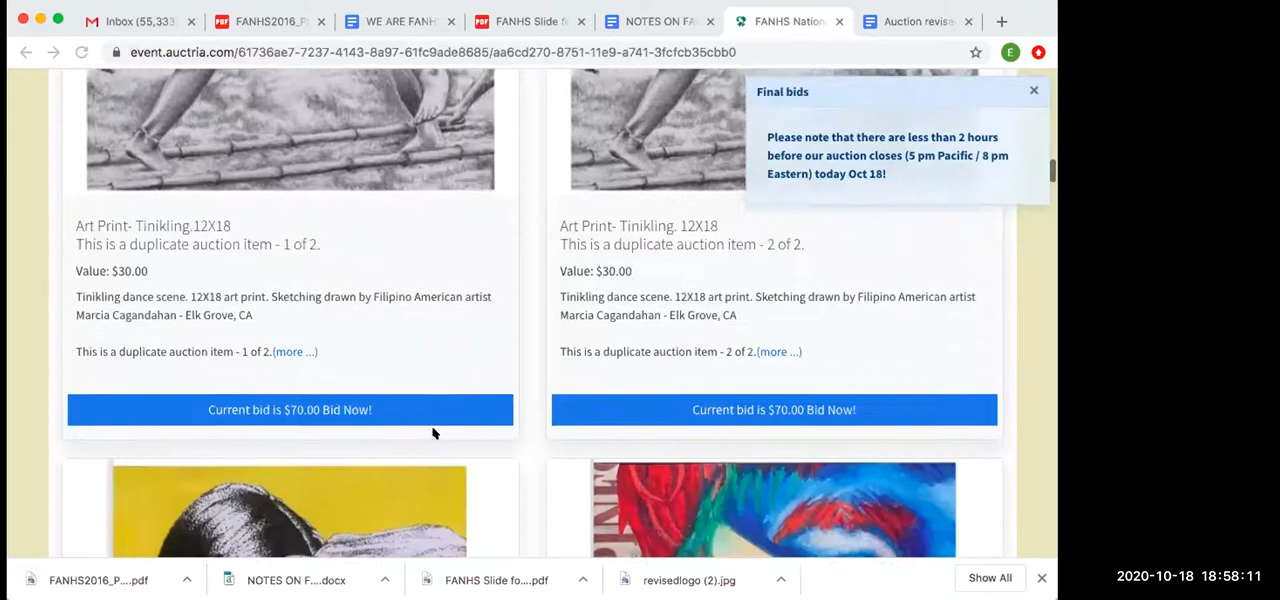 Inbox (55,333
FANHS2016_P
WE ARE FANH
FANHS Slide f
NOTES ON FA
FANHS Nation
Auction revise
event.auctria.com/61736ae7-7237-4143-8a97-61fc9ade8685/aa6cd270-8751-11e9-a741-3fcfcb35cbb0
E
Final bids
Please note that there are less than 2 hours
before our auction closes (5 pm Pacific / 8 pm
Eastern) today Oct 18!
Art Print- Tinikling.12X18
This is a duplicate auction item - 1 of 2.
Value: $30.00
Tinikling dance scene. 12X18 art print. Sketching drawn by Filipino American artist
Marcia Cagandahan - Elk Grove, CA
This is a duplicate auction item - 1 of 2.(more ...)
Current bid is $70.00 Bid Now!
Art Print- Tinikling. 12X18
This is a duplicate auction item - 2 of 2.
Value: $30.00
Tinikling dance scene. 12X18 art print. Sketching drawn by Filipino American artist
Marcia Cagandahan - Elk Grove, CA
This is a duplicate auction item - 2 of 2.(more ...)
Current bid is $70.00 Bid Now!
FANHS2016_P....pdf
NOTES ON F....docx
FANHS Slide fo....pdf
revisedlogo (2).jpg
Show All
2020-10-18 18:58:11